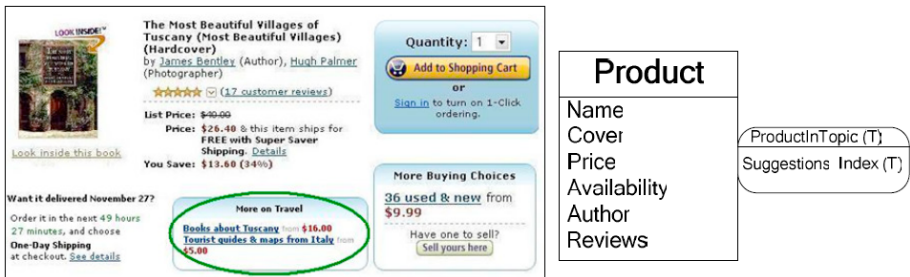 LOOK INSIDE!™
The Most Beautiful Villages of
Tuscany (Most Beautiful Villages)
(Hardcover)
by James Bentley (Author), Hugh Palmer
(Photographer)
(17 customer reviews)
List Price: $40.00
Price: $26.40 & this item ships for
FREE with Super Saver
Shipping. Details
You Save: $13.60 (34%)
Look inside this book
Want it delivered November 27?
Order it in the next 49 hours
27 minutes, and choose
One-Day Shipping
at checkout. See details
More on Travel
Books about Tuscany from $16.00
Tourist guides & maps from Italy from
$5.00
Quantity: 1
Add to Shopping Cart
or
Sign in to turn on 1-Click
ordering.
More Buying Choices
36 used & new from
$9.99
Have one to sell?
Sell yours here
Product
Name
Cover
Price
Availability
Author
Reviews
ProductInTopic (T)
Suggestions Index (T)